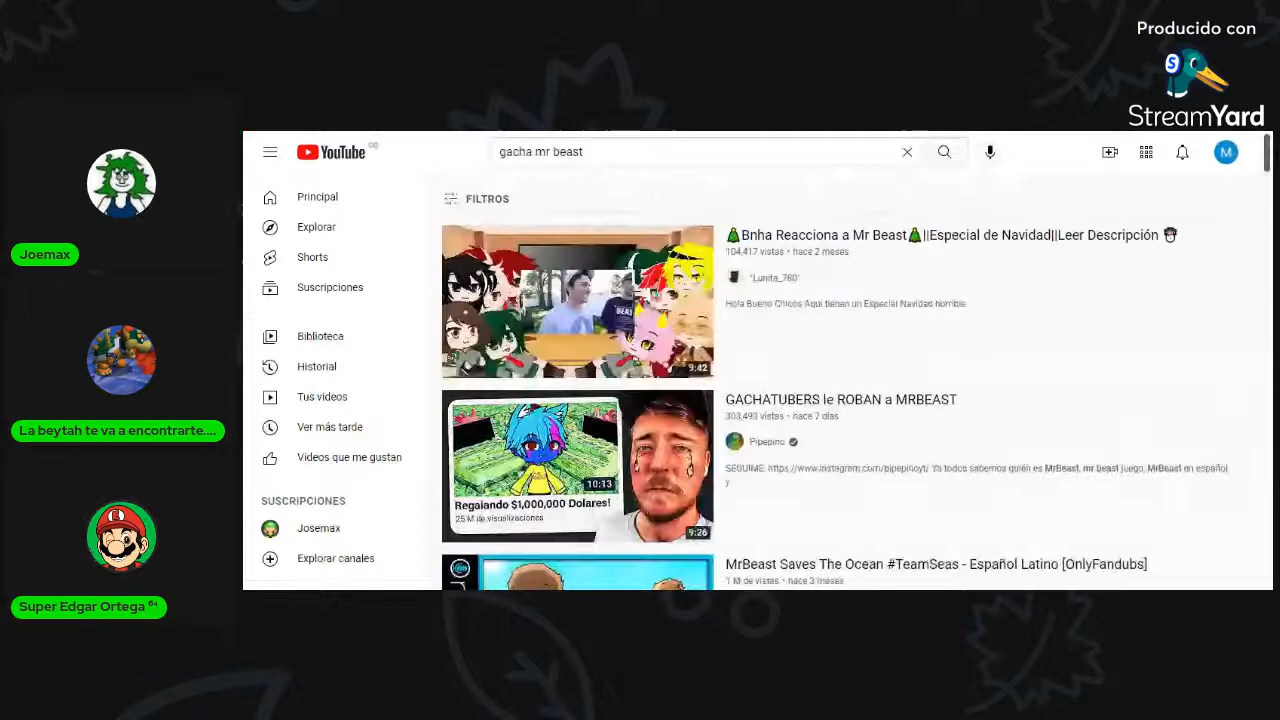 Producido con
StreamYard
Joemax
La beytah te va a encontrarte....
Super Edgar Ortega ⁶⁴
YouTube
gacha mr beast
M
Principal
Explorar
Shorts
Suscripciones
Biblioteca
Historial
Tus videos
Ver más tarde
Videos que me gustan
SUSCRIPCIONES
Josemax
Explorar canales
FILTROS
9:42
🎄Bnha Reacciona a Mr Beast🎄||Especial de Navidad||Leer Descripción ☃
104,417 vistas • hace 2 meses
Hola Bueno Chicos Aqui tienen un Especial Navidad horrible
10:13
Regalando $1,000,000 Dolares!
25 M de visualizaciones
9:26
GACHATUBERS le ROBAN a MRBEAST
303,493 vistas • hace 7 días
Pipepino
SEGUIME: https://www.instagram.com/pipepinoyt/ Ya todos sabemos quién es MrBeast, mr beast juego, MrBeast en español
y
MrBeast Saves The Ocean #TeamSeas - Español Latino [OnlyFandubs]
1 M de vistas • hace 3 meses